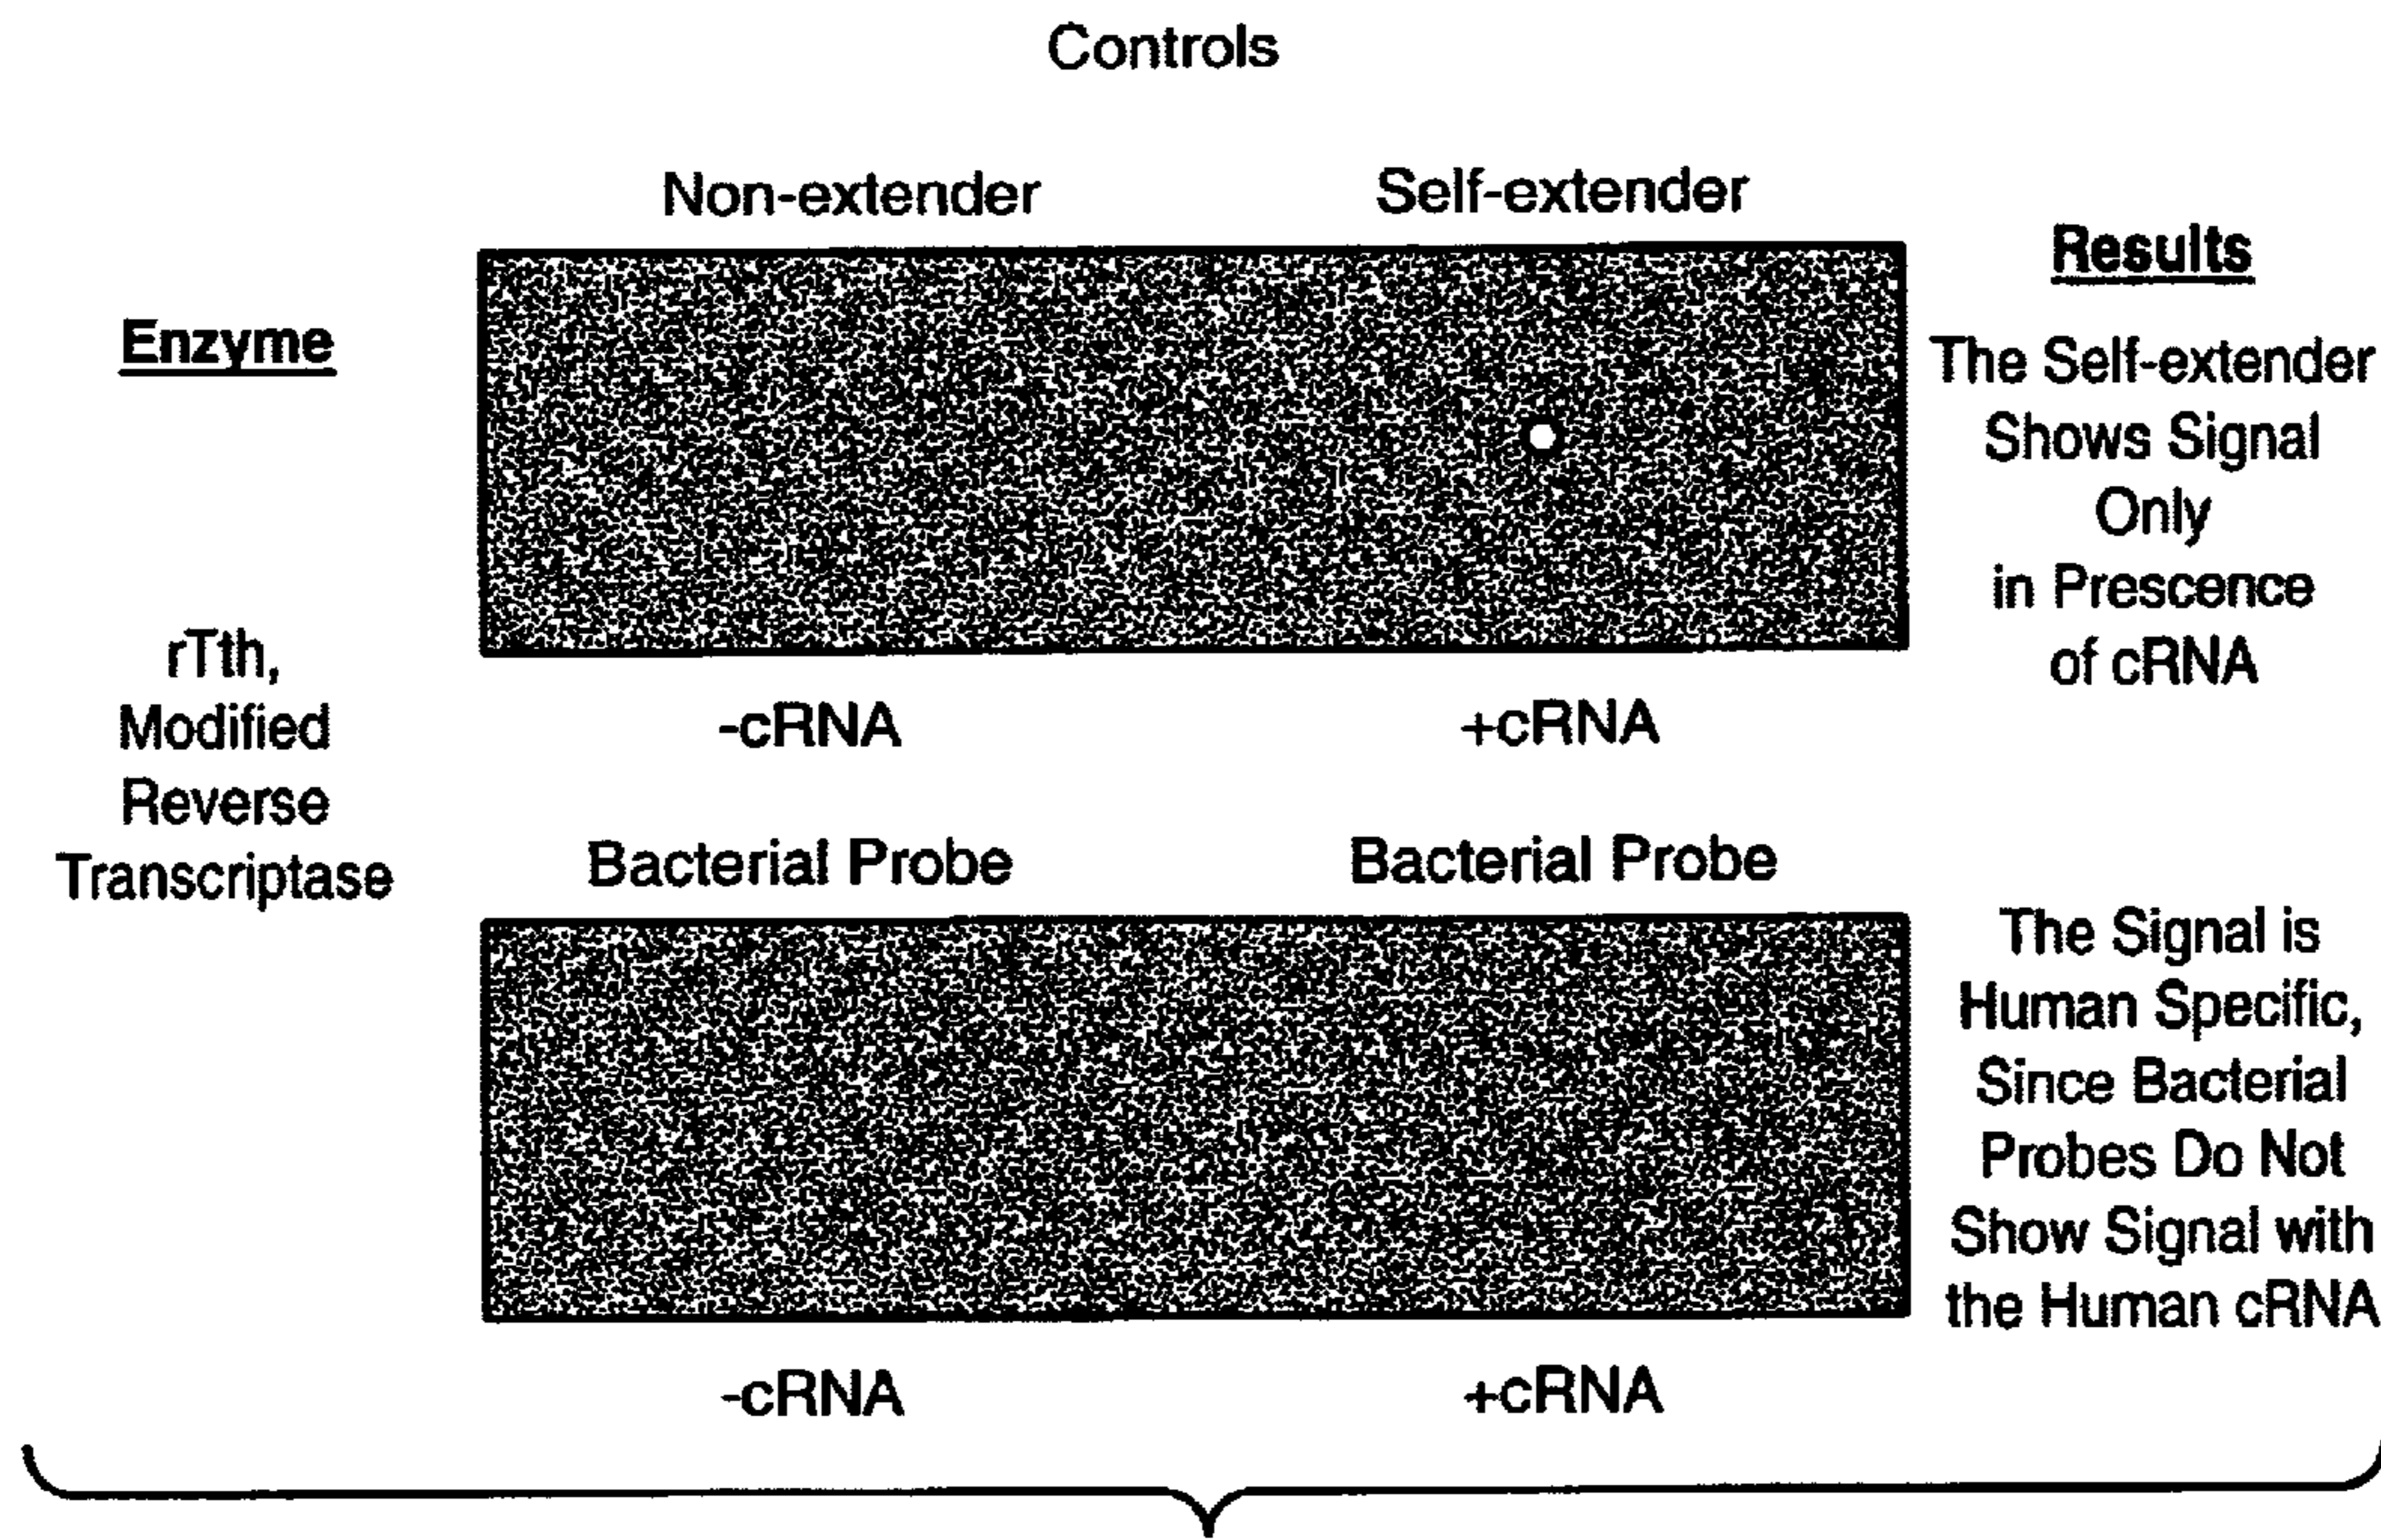 Controls
Non-extender
Self-extender
Enzyme
rTth,
Modified
Reverse
Transcriptase
Results
The Self-extender
Shows Signal
Only
in Prescence
of cRNA
-cRNA
+cRNA
Bacterial Probe
Bacterial Probe
The Signal is
Human Specific,
Since Bacterial
Probes Do Not
Show Signal with
the Human cRNA
-cRNA
+cRNA